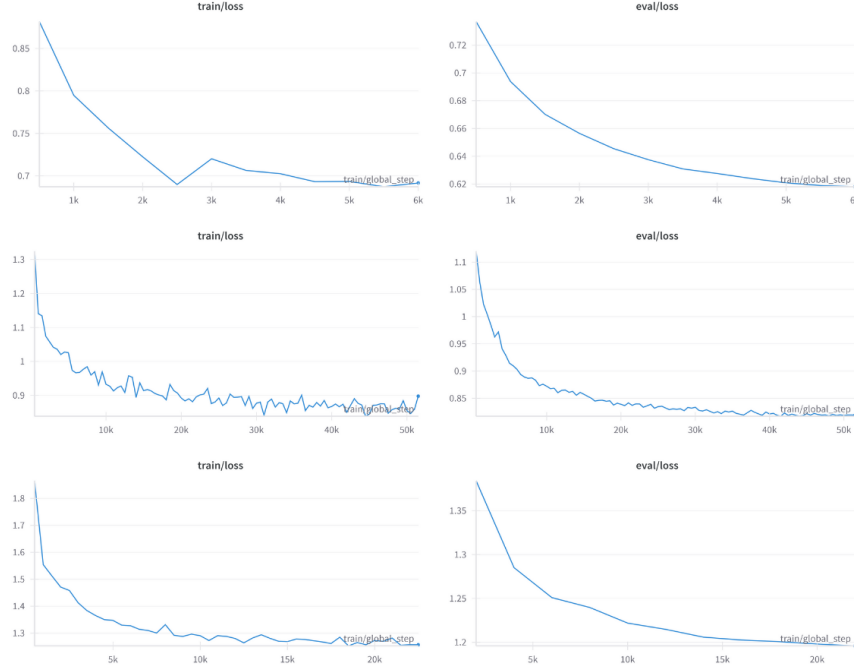 train/loss
0.85
0.8
0.75
0.7
train/global_step
1k 2k 3k 4k 5k 6k
eval/loss
0.72
0.7
0.68
0.66
0.64
0.62
train/global_step
1k 2k 3k 4k 5k 6
train/loss
1.3
1.2
1.1
1
0.9
train/global_step
10k 20k 30k 40k 50k
eval/loss
1.1
1.05
1
0.95
0.9
0.85
train/global_step
10k 20k 30k 40k 50k
train/loss
1.8
1.7
1.6
1.5
1.4
1.3
train/global_step
5k 10k 15k 20k
eval/loss
1.35
1.3
1.25
1.2
train/global_step
5k 10k 15k 20k